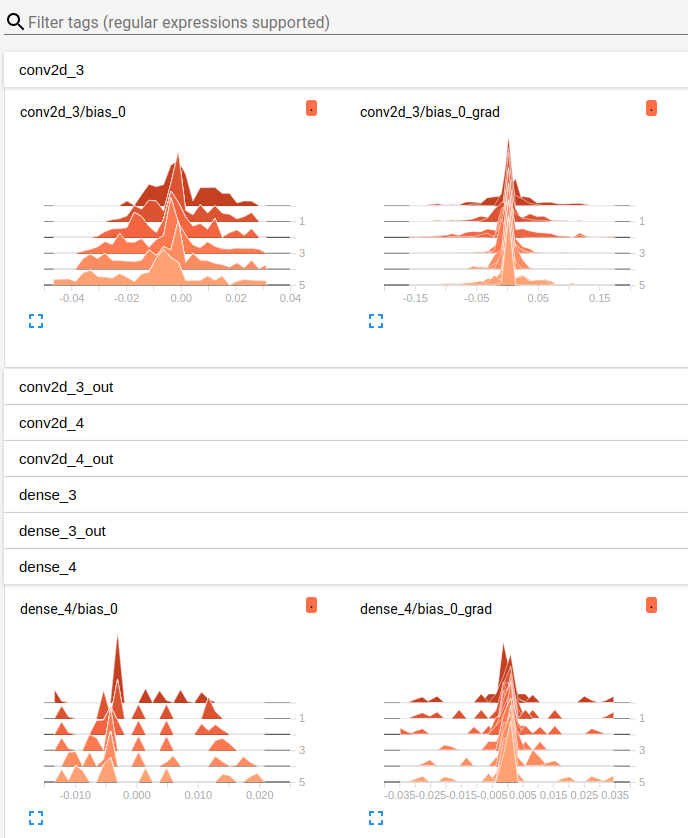 Filter tags (regular expressions supported)
conv2d_3
conv2d_3/bias_0
conv2d_3/bias_0_grad
1
3
5
-0.04 -0.02 0.00 0.02 0.04
1
3
5
-0.15 -0.05 0.05 0.15
conv2d_3_out
conv2d_4
conv2d_4_out
dense_3
dense_3_out
dense_4
dense_4/bias_0
dense_4/bias_0_grad
1
3
5
-0.010 0.000 0.010 0.020
1
3
5
-0.035 -0.025 -0.015 -0.005 0.005 0.015 0.025 0.035